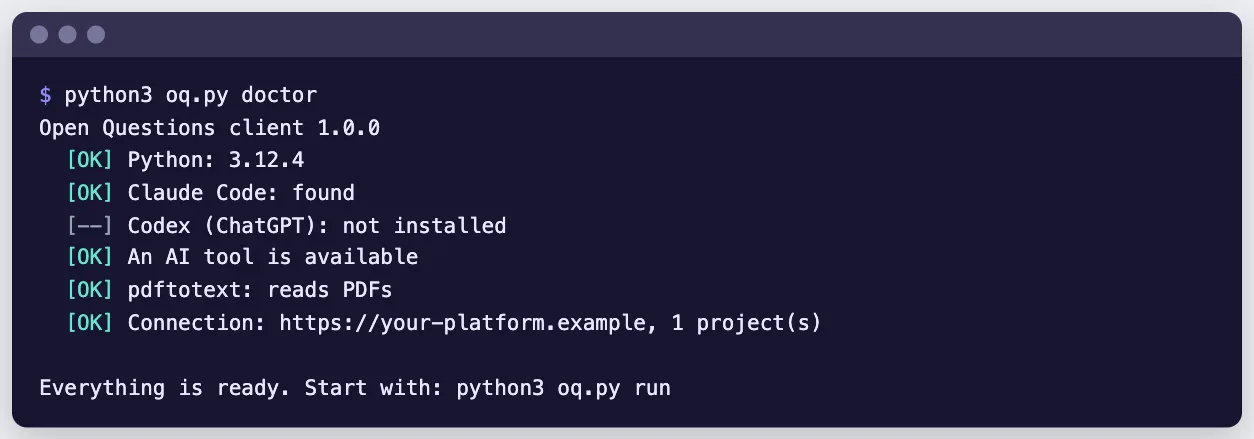 $ python3 oq.py doctor
Open Questions client 1.0.0
[OK] Python: 3.12.4
[OK] Claude Code: found
[--] Codex (ChatGPT): not installed
[OK] An AI tool is available
[OK] pdftotext: reads PDFs
[OK] Connection: https://your-platform.example, 1 project(s)
Everything is ready. Start with: python3 oq.py run